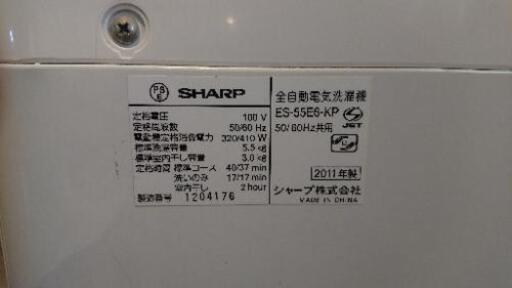 PS
E
SHARP
定格電圧 100 V
定格周波数 50/60 Hz
電動機定格消費電力 320/410 W
標準洗濯容量 5.5 kg
標準室内干し容量 3.0 kg
定格時間 標準コース 40/37 min
洗いのみ 17/17 min
室内干し 2 hour
製造番号 1204176
全自動電気洗濯機
ES-55E6-KP
50/60Hz共用
JET
2011年製
シャープ株式会社
MADE IN CHINA